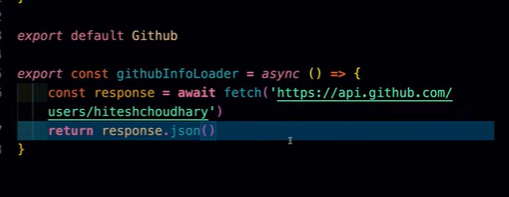 export default Github
export const githubInfoLoader = async () => {
const response = await fetch('https://api.github.com/
users/hiteshchoudhary')
return response.json()
}